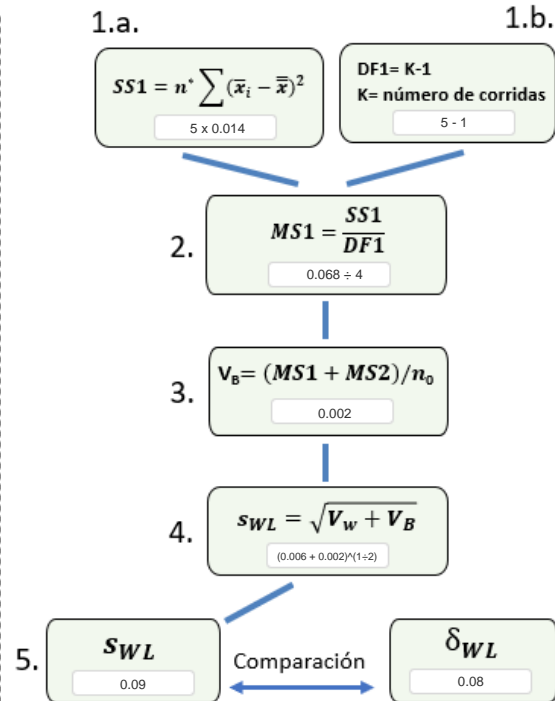 1.a.
1.b.
SS1 = n* ∑(x̅ᵢ − x̿)²
5 x 0.014
DF1= K-1
K= número de corridas
5 - 1
2.
MS1 = SS1/DF1
0.068 ÷ 4
3.
V_B= (MS1 + MS2)/n₀
0.002
4.
s_WL = √(V_w + V_B)
(0.006 + 0.002)^(1÷2)
5.
s_WL
0.09
Comparación
δ_WL
0.08